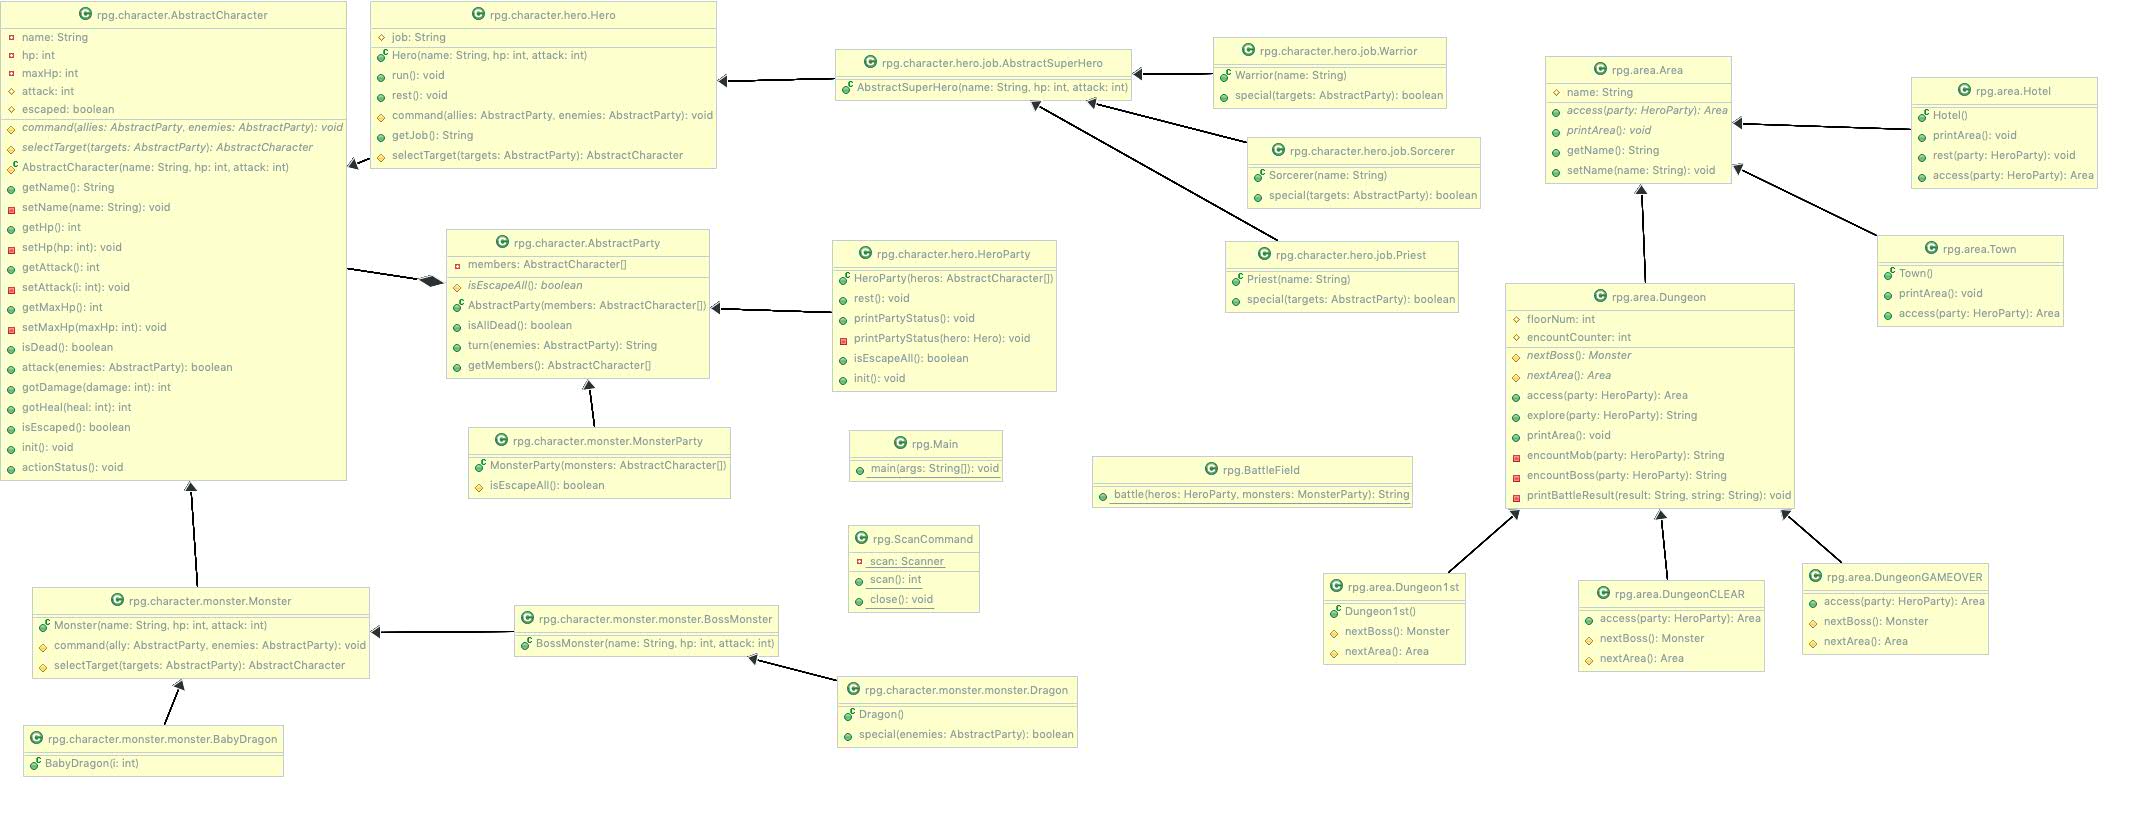 rpg.character.AbstractCharacter
name: String
hp: int
maxHp: int
attack: int
escaped: boolean
command(allies: AbstractParty, enemies: AbstractParty): void
selectTarget(targets: AbstractParty): AbstractCharacter
AbstractCharacter(name: String, hp: int, attack: int)
getName(): String
setName(name: String): void
getHp(): int
setHp(hp: int): void
getAttack(): int
setAttack(i: int): void
getMaxHp(): int
setMaxHp(maxHp: int): void
isDead(): boolean
attack(enemies: AbstractParty): boolean
gotDamage(damage: int): int
gotHeal(heal: int): int
isEscaped(): boolean
init(): void
actionStatus(): void
rpg.character.hero.Hero
job: String
Hero(name: String, hp: int, attack: int)
run(): void
rest(): void
command(allies: AbstractParty, enemies: AbstractParty): void
getJob(): String
selectTarget(targets: AbstractParty): AbstractCharacter
rpg.character.hero.job.AbstractSuperHero
AbstractSuperHero(name: String, hp: int, attack: int)
rpg.character.hero.job.Warrior
Warrior(name: String)
special(targets: AbstractParty): boolean
rpg.character.hero.job.Sorcerer
Sorcerer(name: String)
special(targets: AbstractParty): boolean
rpg.character.hero.job.Priest
Priest(name: String)
special(targets: AbstractParty): boolean
rpg.area.Area
name: String
access(party: HeroParty): Area
printArea(): void
getName(): String
setName(name: String): void
rpg.area.Hotel
Hotel()
printArea(): void
rest(party: HeroParty): void
access(party: HeroParty): Area
rpg.area.Town
Town()
printArea(): void
access(party: HeroParty): Area
rpg.character.AbstractParty
members: AbstractCharacter[]
isEscapeAll(): boolean
AbstractParty(members: AbstractCharacter[])
isAllDead(): boolean
turn(enemies: AbstractParty): String
getMembers(): AbstractCharacter[]
rpg.character.hero.HeroParty
HeroParty(heros: AbstractCharacter[])
rest(): void
printPartyStatus(): void
printPartyStatus(hero: Hero): void
isEscapeAll(): boolean
init(): void
rpg.area.Dungeon
floorNum: int
encountCounter: int
nextBoss(): Monster
nextArea(): Area
access(party: HeroParty): Area
explore(party: HeroParty): String
printArea(): void
encountMob(party: HeroParty): String
encountBoss(party: HeroParty): String
printBattleResult(result: String, string: String): void
rpg.character.monster.MonsterParty
MonsterParty(monsters: AbstractCharacter[])
isEscapeAll(): boolean
rpg.Main
main(args: String[]): void
rpg.BattleField
battle(heros: HeroParty, monsters: MonsterParty): String
rpg.ScanCommand
scan: Scanner
scan(): int
close(): void
rpg.area.Dungeon1st
Dungeon1st()
nextBoss(): Monster
nextArea(): Area
rpg.area.DungeonCLEAR
access(party: HeroParty): Area
nextBoss(): Monster
nextArea(): Area
rpg.area.DungeonGAMEOVER
access(party: HeroParty): Area
nextBoss(): Monster
nextArea(): Area
rpg.character.monster.Monster
Monster(name: String, hp: int, attack: int)
command(ally: AbstractParty, enemies: AbstractParty): void
selectTarget(targets: AbstractParty): AbstractCharacter
rpg.character.monster.monster.BossMonster
BossMonster(name: String, hp: int, attack: int)
rpg.character.monster.monster.Dragon
Dragon()
special(enemies: AbstractParty): boolean
rpg.character.monster.monster.BabyDragon
BabyDragon(i: int)